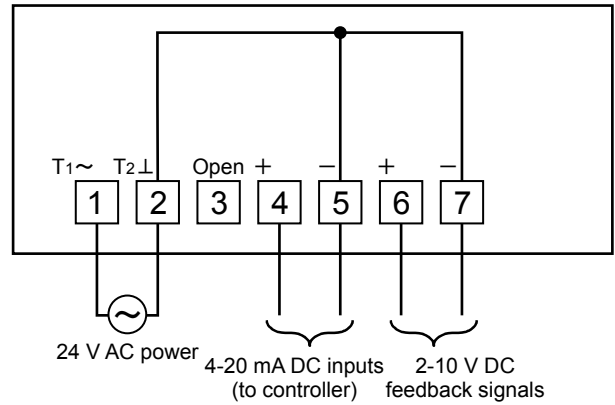 T1~ T2⊥ Open + − + −
1 2 3 4 5 6 7
~
24 V AC power
4-20 mA DC inputs
(to controller)
2-10 V DC
feedback signals